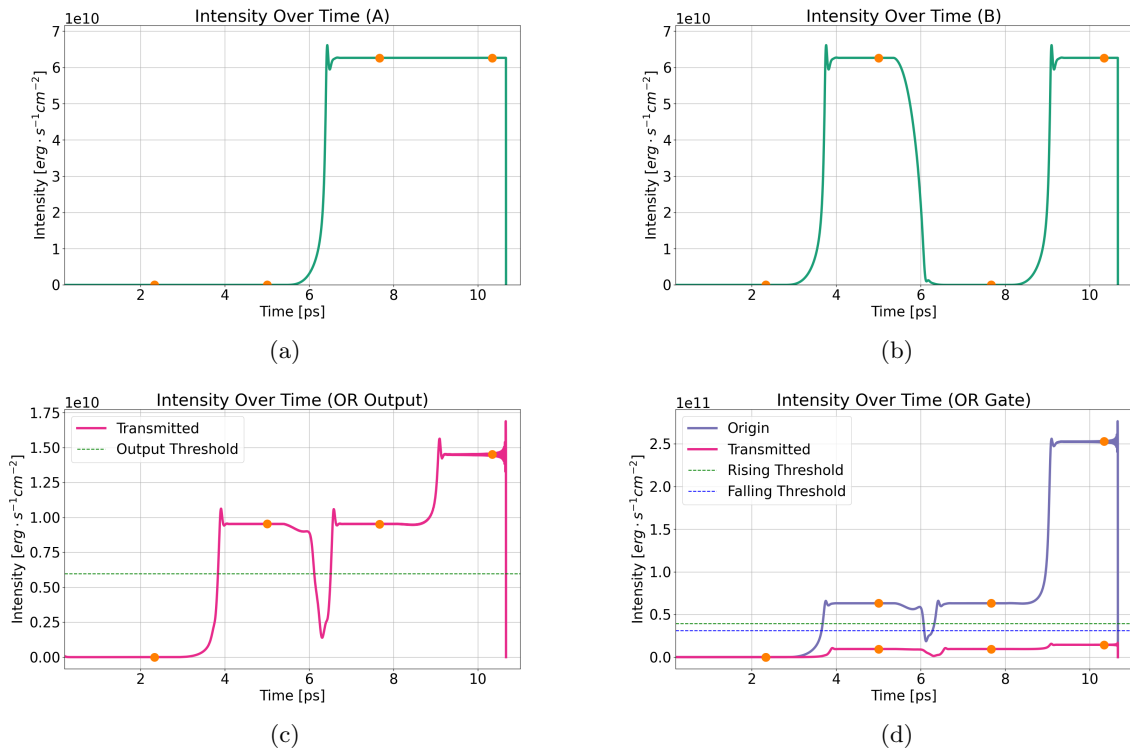 Intensity Over Time (A)
1e10
7
6
5
4
3
2
1
0
Intensity [erg · s⁻¹cm⁻²]
2 4 6 8 10
Time [ps]
(a)
Intensity Over Time (B)
1e10
7
6
5
4
3
2
1
0
Intensity [erg · s⁻¹cm⁻²]
2 4 6 8 10
Time [ps]
(b)
Intensity Over Time (OR Output)
1e10
1.75
1.50
1.25
1.00
0.75
0.50
0.25
0.00
Intensity [erg · s⁻¹cm⁻²]
Transmitted
Output Threshold
2 4 6 8 10
Time [ps]
(c)
Intensity Over Time (OR Gate)
1e11
2.5
2.0
1.5
1.0
0.5
0.0
Intensity [erg · s⁻¹cm⁻²]
Origin
Transmitted
Rising Threshold
Falling Threshold
2 4 6 8 10
Time [ps]
(d)